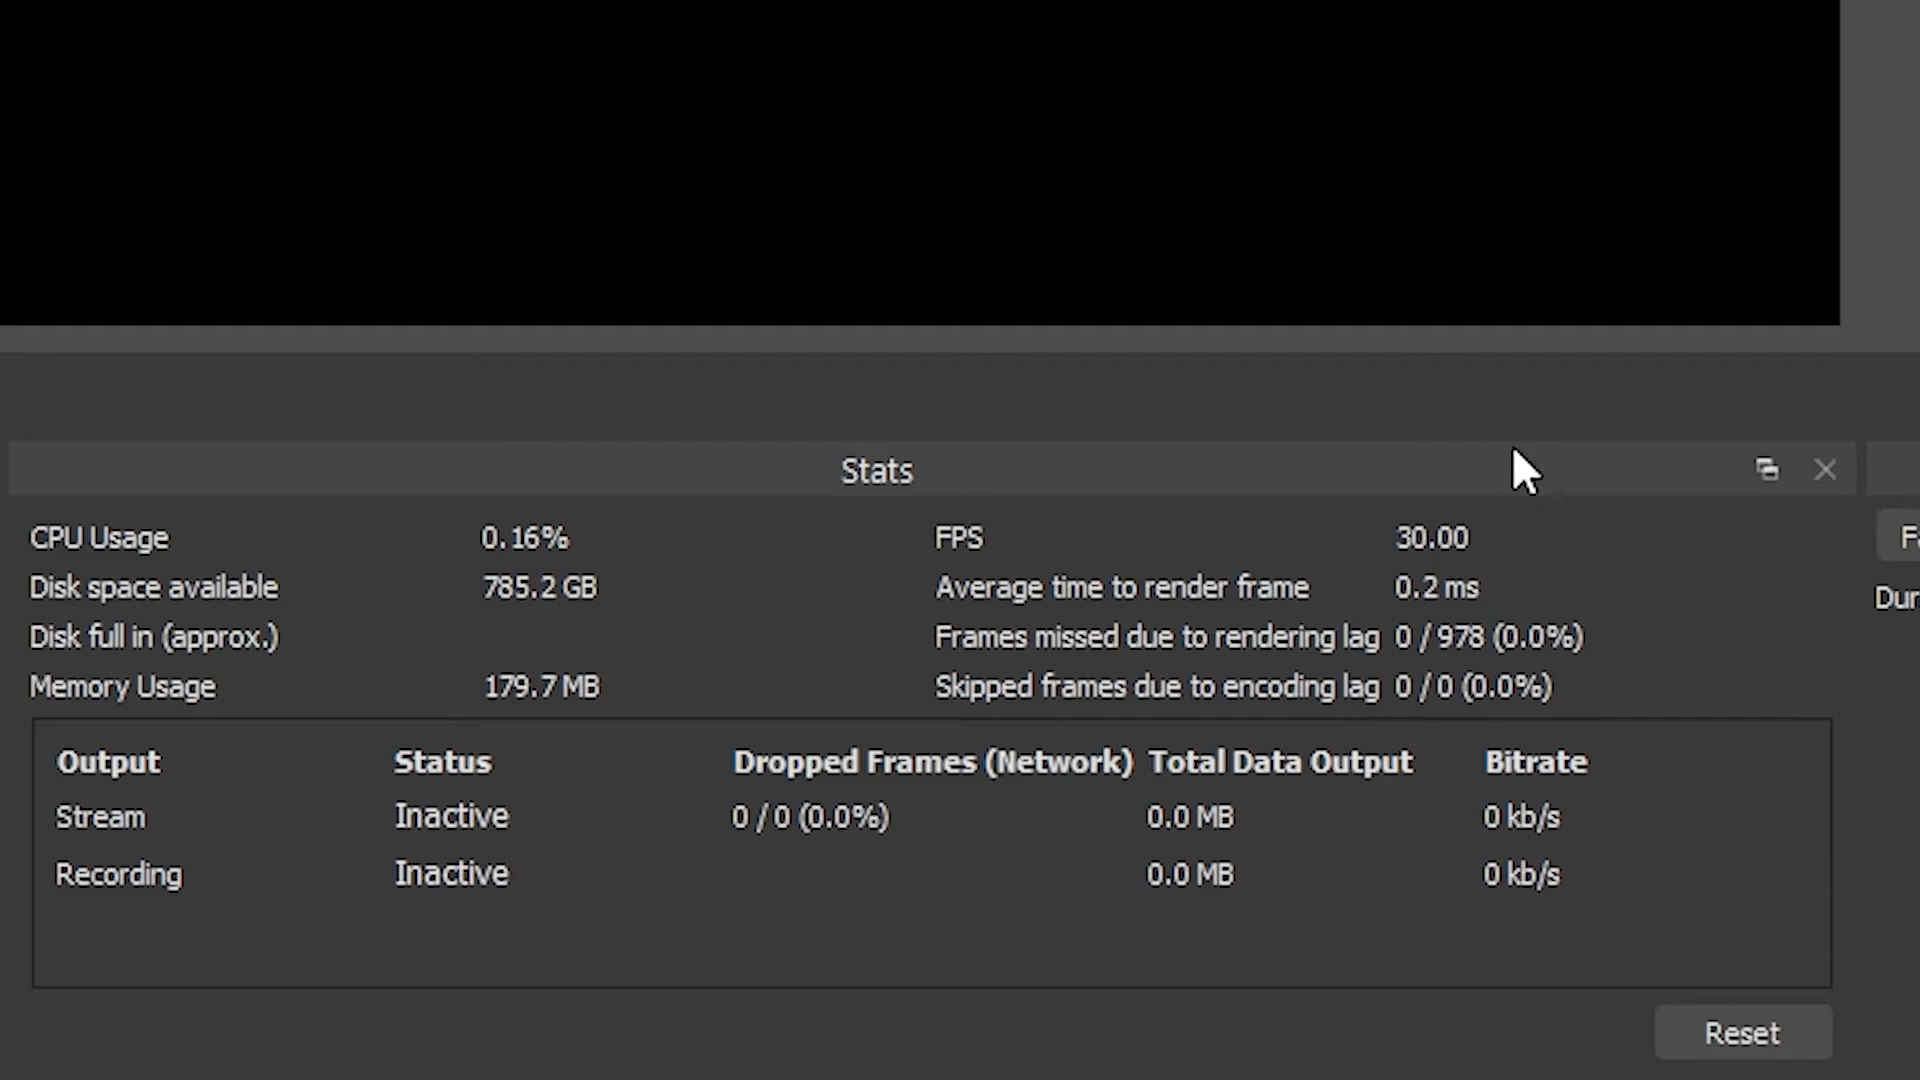 Stats
CPU Usage 0.16% FPS 30.00
Disk space available 785.2 GB Average time to render frame 0.2 ms
Disk full in (approx.) Frames missed due to rendering lag 0 / 978 (0.0%)
Memory Usage 179.7 MB Skipped frames due to encoding lag 0 / 0 (0.0%)
Output Status Dropped Frames (Network) Total Data Output Bitrate
Stream Inactive 0 / 0 (0.0%) 0.0 MB 0 kb/s
Recording Inactive 0.0 MB 0 kb/s
Reset